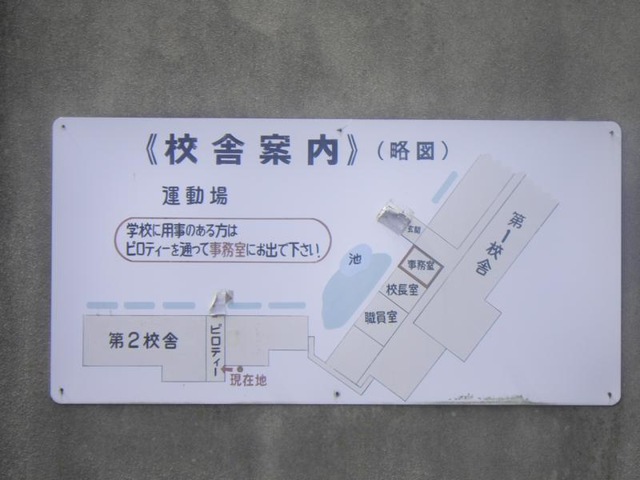 《校舎案内》(略図)
運動場
学校に用事のある方は
ピロティーを通って事務室にお出で下さい
玄関
第1校舎
池
事務室
校長室
職員室
第2校舎
ピロティー
現在地